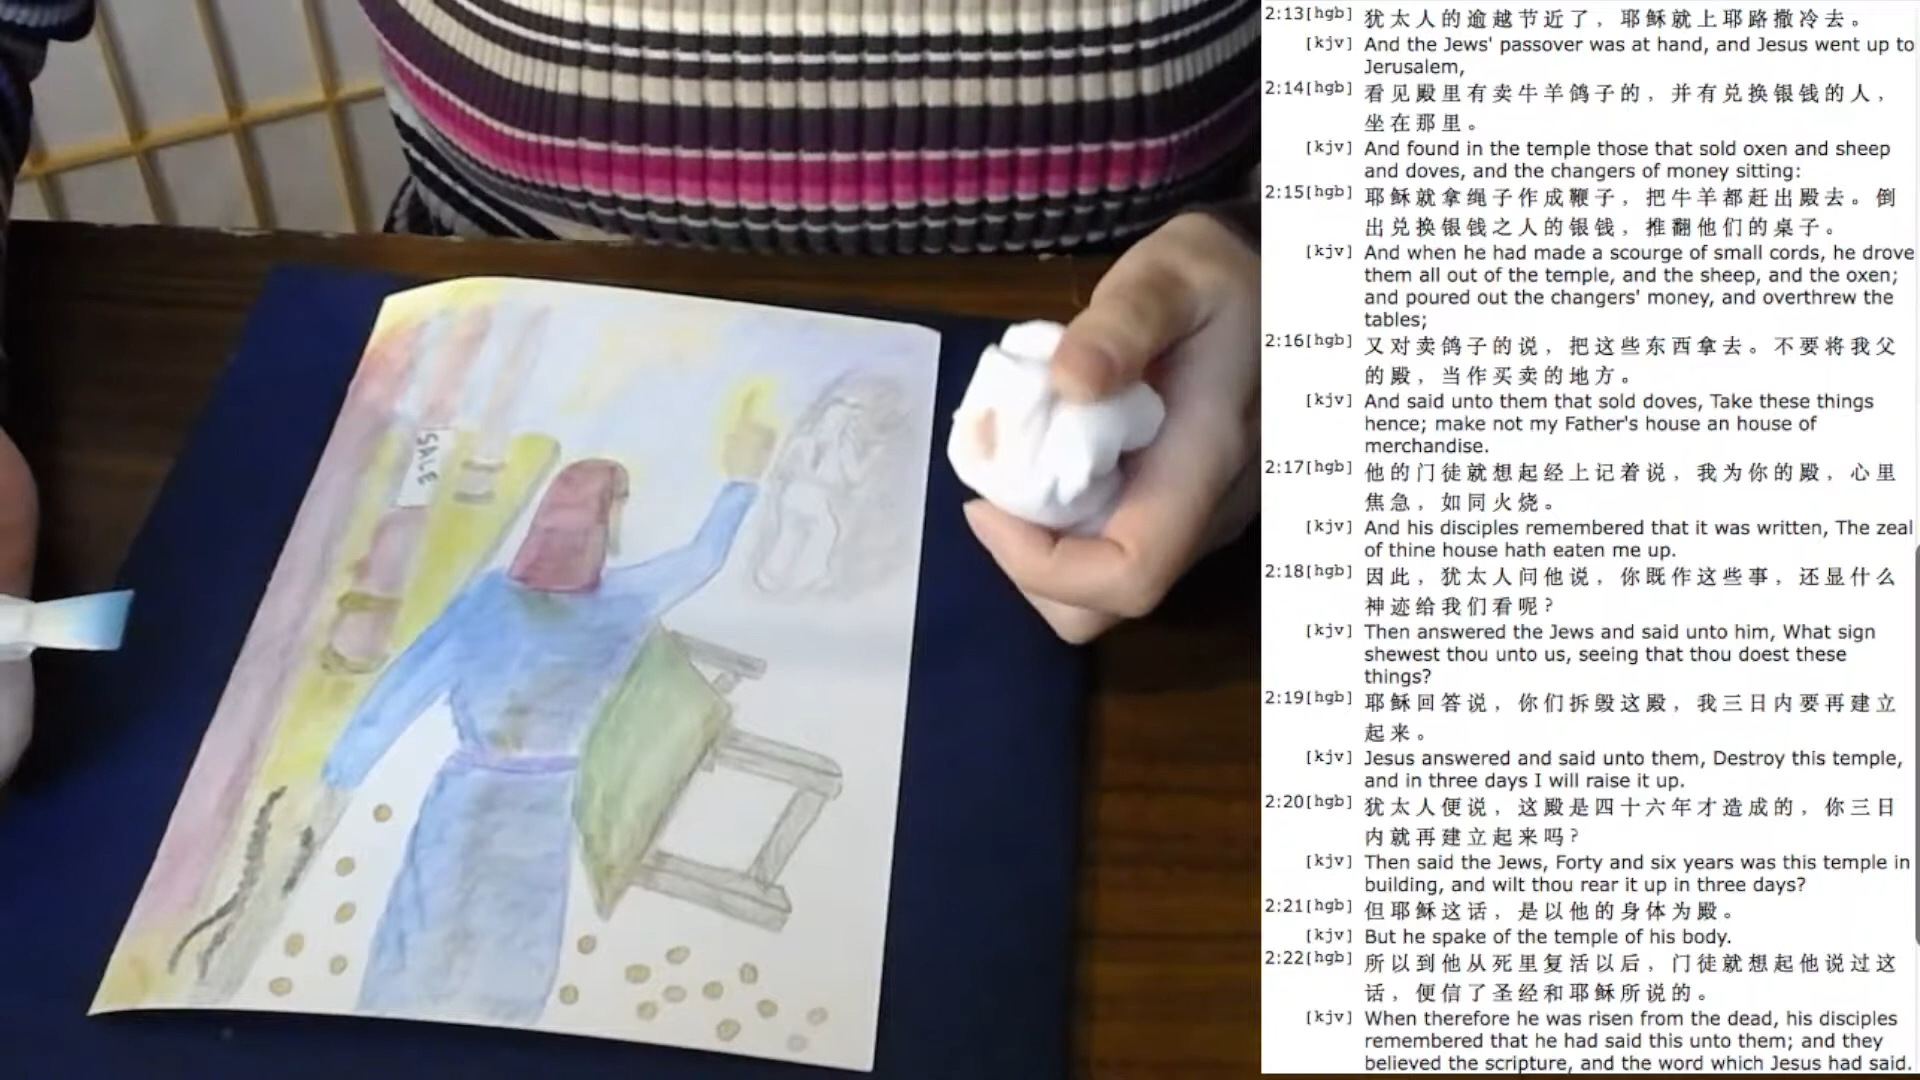 SALE
2:13[hgb] 犹太人的逾越节近了，耶稣就上耶路撒冷去。
[kjv] And the Jews' passover was at hand, and Jesus went up to
Jerusalem,
2:14[hgb] 看见殿里有卖牛羊鸽子的，并有兑换银钱的人，
坐在那里。
[kjv] And found in the temple those that sold oxen and sheep
and doves, and the changers of money sitting:
2:15[hgb] 耶稣就拿绳子作成鞭子，把牛羊都赶出殿去。倒
出兑换银钱之人的银钱，推翻他们的桌子。
[kjv] And when he had made a scourge of small cords, he drove
them all out of the temple, and the sheep, and the oxen;
and poured out the changers' money, and overthrew the
tables;
2:16[hgb] 又对卖鸽子的说，把这些东西拿去。不要将我父
的殿，当作买卖的地方。
[kjv] And said unto them that sold doves, Take these things
hence; make not my Father's house an house of
merchandise.
2:17[hgb] 他的门徒就想起经上记着说，我为你的殿，心里
焦急，如同火烧。
[kjv] And his disciples remembered that it was written, The zeal
of thine house hath eaten me up.
2:18[hgb] 因此，犹太人问他说，你既作这些事，还显什么
神迹给我们看呢？
[kjv] Then answered the Jews and said unto him, What sign
shewest thou unto us, seeing that thou doest these
things?
2:19[hgb] 耶稣回答说，你们拆毁这殿，我三日内要再建立
起来。
[kjv] Jesus answered and said unto them, Destroy this temple,
and in three days I will raise it up.
2:20[hgb] 犹太人便说，这殿是四十六年才造成的，你三日
内就再建立起来吗？
[kjv] Then said the Jews, Forty and six years was this temple in
building, and wilt thou rear it up in three days?
2:21[hgb] 但耶稣这话，是以他的身体为殿。
[kjv] But he spake of the temple of his body.
2:22[hgb] 所以到他从死里复活以后，门徒就想起他说过这
话，便信了圣经和耶稣所说的。
[kjv] When therefore he was risen from the dead, his disciples
remembered that he had said this unto them; and they
believed the scripture, and the word which Jesus had said.